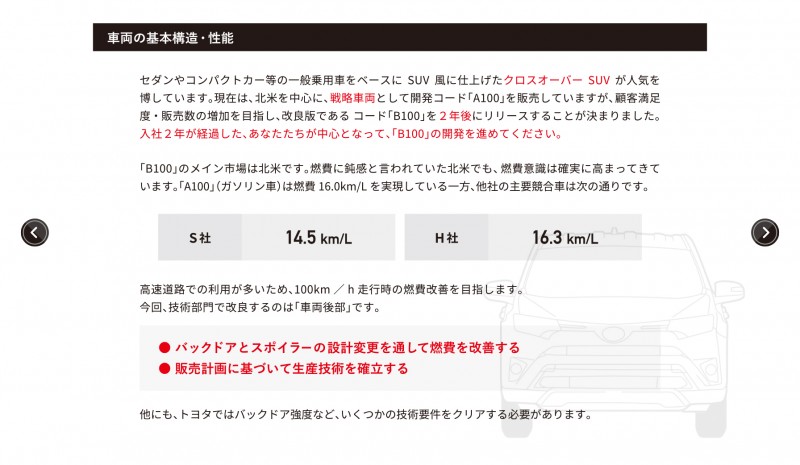 車両の基本構造・性能
セダンやコンパクトカー等の一般乗用車をベースに SUV 風に仕上げたクロスオーバー SUV が人気を
博しています。現在は、北米を中心に、戦略車両として開発コード「A100」を販売していますが、顧客満足
度・販売数の増加を目指し、改良版である コード「B100」を２年後にリリースすることが決まりました。
入社２年が経過した、あなたたちが中心となって、「B100」の開発を進めてください。
「B100」のメイン市場は北米です。燃費に鈍感と言われていた北米でも、燃費意識は確実に高まってきて
います。「A100」（ガソリン車）は燃費 16.0km/L を実現している一方、他社の主要競合車は次の通りです。
S 社 14.5 km/L H 社 16.3 km/L
高速道路での利用が多いため、100km ／ h 走行時の燃費改善を目指します。
今回、技術部門で改良するのは「車両後部」です。
● バックドアとスポイラーの設計変更を通して燃費を改善する
● 販売計画に基づいて生産技術を確立する
他にも、トヨタではバックドア強度など、いくつかの技術要件をクリアする必要があります。